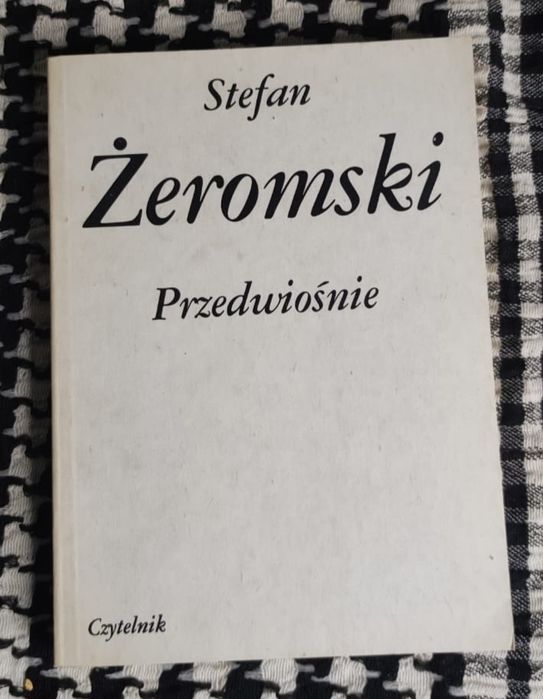 Stefan
Żeromski
Przedwiośnie
Czytelnik